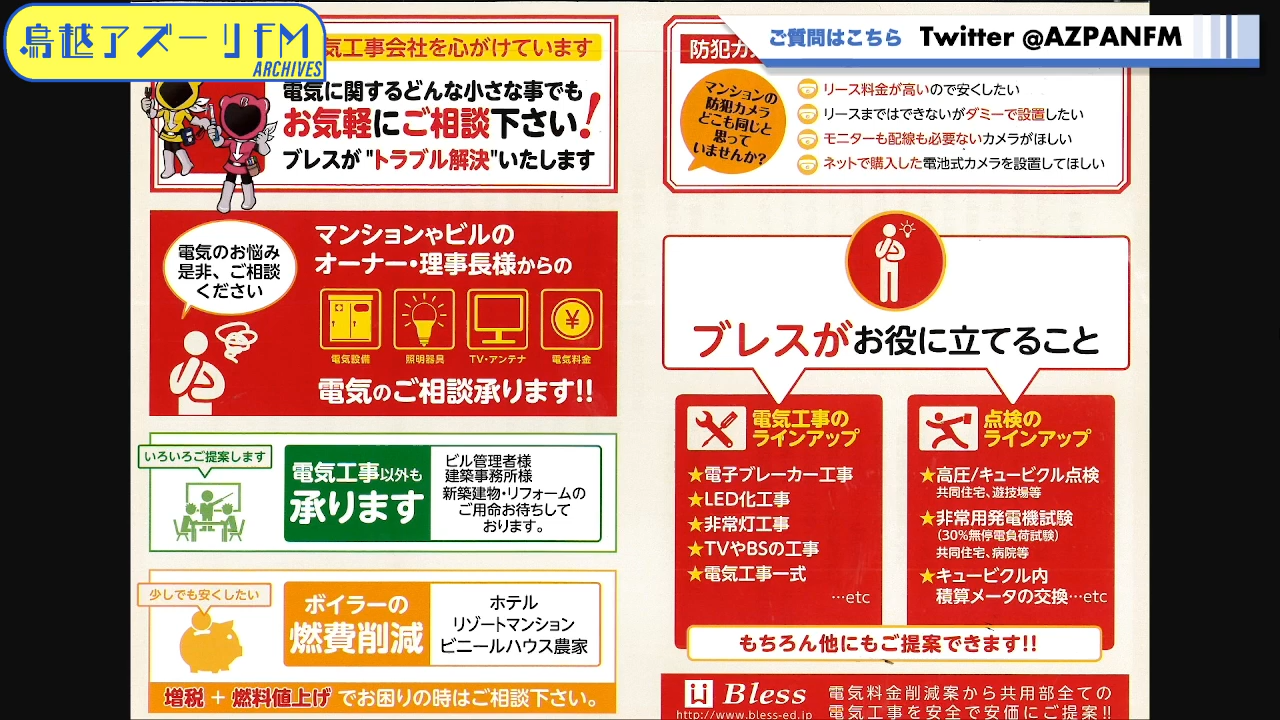 鳥越アズーリFM
ARCHIVES
ご質問はこちら Twitter @AZPANFM
気工事会社を心がけています
電気に関するどんな小さな事でも
お気軽にご相談下さい!
ブレスが"トラブル解決"いたします
電気のお悩み
是非、ご相談
ください
マンションやビルの
オーナー・理事長様からの
電気設備
照明器具
TV・アンテナ
電気料金
電気のご相談承ります!!
いろいろご提案します
電気工事以外も
承ります
ビル管理者様
建築事務所様
新築建物・リフォームの
ご用命お待ちして
おります。
少しでも安くしたい
ボイラーの
燃費削減
ホテル
リゾートマンション
ビニールハウス農家
増税+燃料値上げでお困りの時はご相談下さい。
防犯カ
マンションの
防犯カメラ
どこも同じと
思って
いませんか?
リース料金が高いので安くしたい
リースまではできないがダミーで設置したい
モニターも配線も必要ないカメラがほしい
ネットで購入した電池式カメラを設置してほしい
ブレスがお役に立てること
電気工事の
ラインアップ
★電子ブレーカー工事
★LED化工事
★非常灯工事
★TVやBSの工事
★電気工事一式
…etc
点検の
ラインアップ
★高圧/キュービクル点検
共同住宅、遊技場等
★非常用発電機試験
(30%無停電負荷試験)
共同住宅、病院等
★キュービクル内
積算メータの交換…etc
もちろん他にもご提案できます!!
Bless
http://www.bless-ed.jp
電気料金削減案から共用部全ての
電気工事を安全で安価にご提案!!